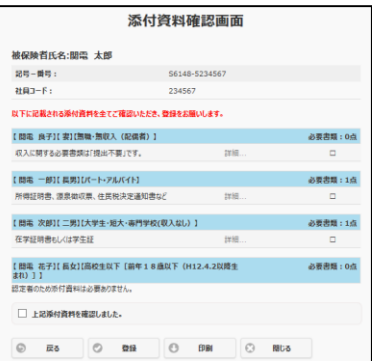 添付資料確認画面
被保険者氏名:関電 太郎
記号－番号： 56148-5234567
社員コード： 234567
以下に記載される添付資料を全てご確認いただき、登録をお願いします。
【 関電 良子】【 妻】【無職･無収入（配偶者）】 必要書類：0点
収入に関する必要書類は｢提出不要｣です。 詳細... □
【 関電 一郎】【 長男】【パート･アルバイト】 必要書類：1点
所得証明書、源泉徴収票、住民税決定通知書など 詳細... □
【 関電 次郎】【 二男】【大学生･短大･専門学校(収入なし) 】 必要書類：1点
在学証明書もしくは学生証 詳細... □
【 関電 花子】【 長女】【高校生以下［前年１８歳以下（H12.4.2以降生 必要書類：0点
まれ）］】
認定者のため添付資料は必要ありません。
□ 上記添付資料を確認しました。
戻る 登録 印刷 閉じる